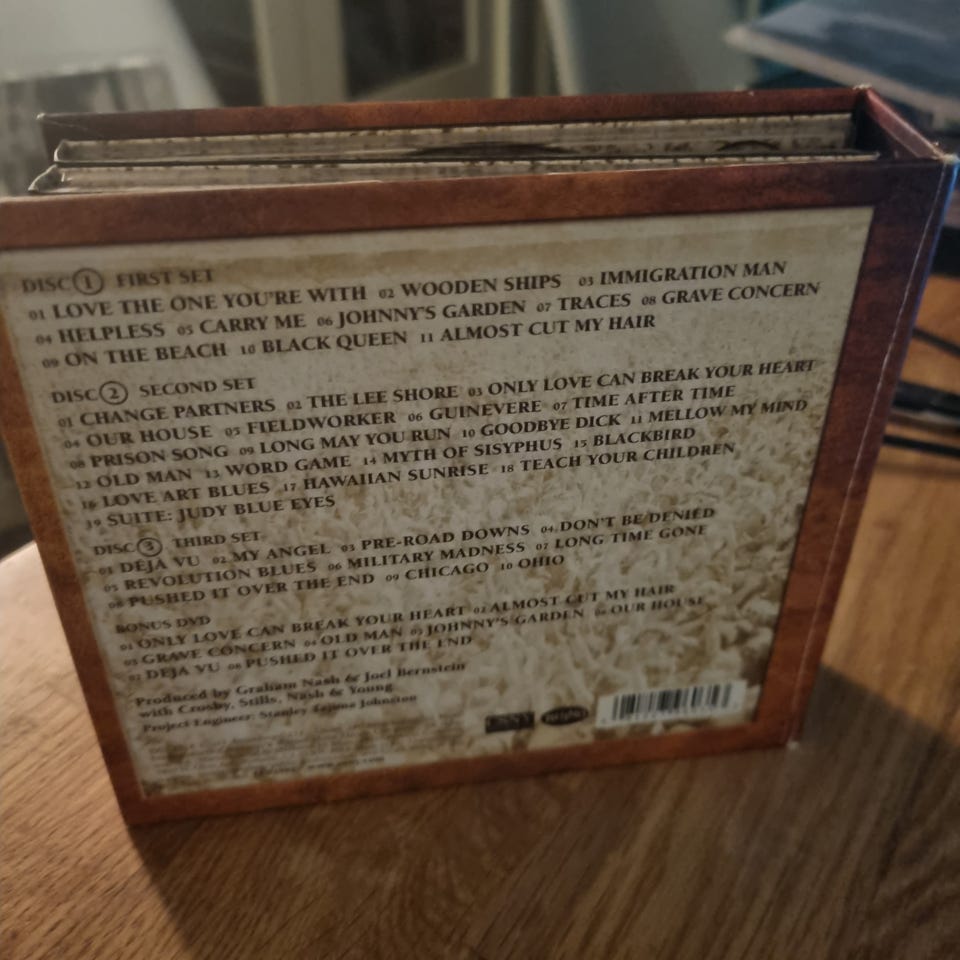 DISC 1 FIRST SET
01 LOVE THE ONE YOU'RE WITH 02 WOODEN SHIPS 03 IMMIGRATION MAN
04 HELPLESS 05 CARRY ME 06 JOHNNY'S GARDEN 07 TRACES 08 GRAVE CONCERN
09 ON THE BEACH 10 BLACK QUEEN 11 ALMOST CUT MY HAIR
DISC 2 SECOND SET
01 CHANGE PARTNERS 02 THE LEE SHORE 03 ONLY LOVE CAN BREAK YOUR HEART
04 OUR HOUSE 05 FIELDWORKER 06 GUINEVERE 07 TIME AFTER TIME
08 PRISON SONG 09 LONG MAY YOU RUN 10 GOODBYE DICK 11 MELLOW MY MIND
12 OLD MAN 13 WORD GAME 14 MYTH OF SISYPHUS 15 BLACKBIRD
16 LOVE ART BLUES 17 HAWAIIAN SUNRISE 18 TEACH YOUR CHILDREN
19 SUITE: JUDY BLUE EYES
DISC 3 THIRD SET
01 DÉJÀ VU 02 MY ANGEL 03 PRE-ROAD DOWNS 04 DON'T BE DENIED
05 REVOLUTION BLUES 06 MILITARY MADNESS 07 LONG TIME GONE
08 PUSHED IT OVER THE END 09 CHICAGO 10 OHIO
BONUS DVD
01 ONLY LOVE CAN BREAK YOUR HEART 02 ALMOST CUT MY HAIR
03 GRAVE CONCERN 04 OLD MAN 05 JOHNNY'S GARDEN 06 OUR HOUSE
07 DÉJÀ VU 08 PUSHED IT OVER THE END
Produced by Graham Nash & Joel Bernstein
with Crosby, Stills, Nash & Young
Project Engineer: Stanley Tajima Johnston
CSNY RHINO